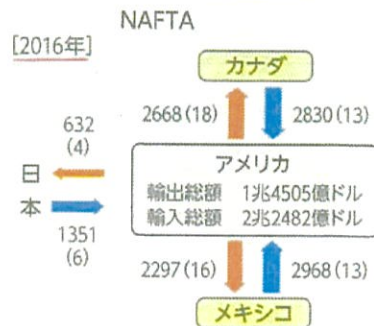 NAFTA
[2016年]
カナダ
2668(18)
2830(13)
632
(4)
日本
1351
(6)
アメリカ
輸出総額 1兆4505億ドル
輸入総額 2兆2482億ドル
2297(16)
2968(13)
メキシコ